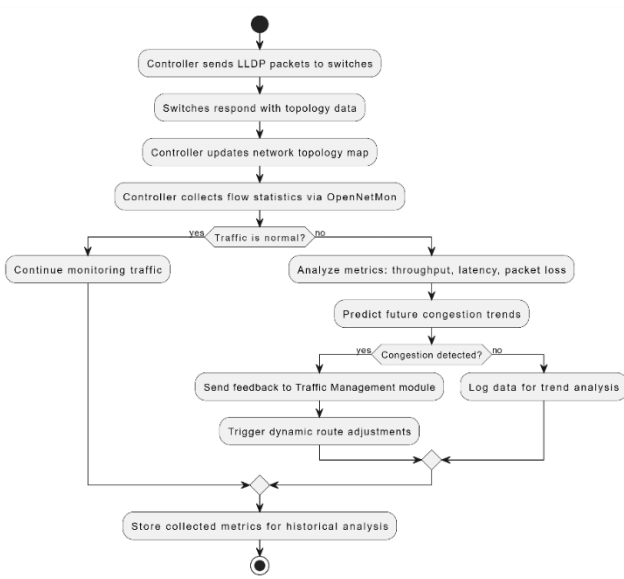 Controller sends LLDP packets to switches
Switches respond with topology data
Controller updates network topology map
Controller collects flow statistics via OpenNetMon
yes
Traffic is normal?
no
Continue monitoring traffic
Analyze metrics: throughput, latency, packet loss
Predict future congestion trends
yes
Congestion detected?
no
Send feedback to Traffic Management module
Log data for trend analysis
Trigger dynamic route adjustments
Store collected metrics for historical analysis